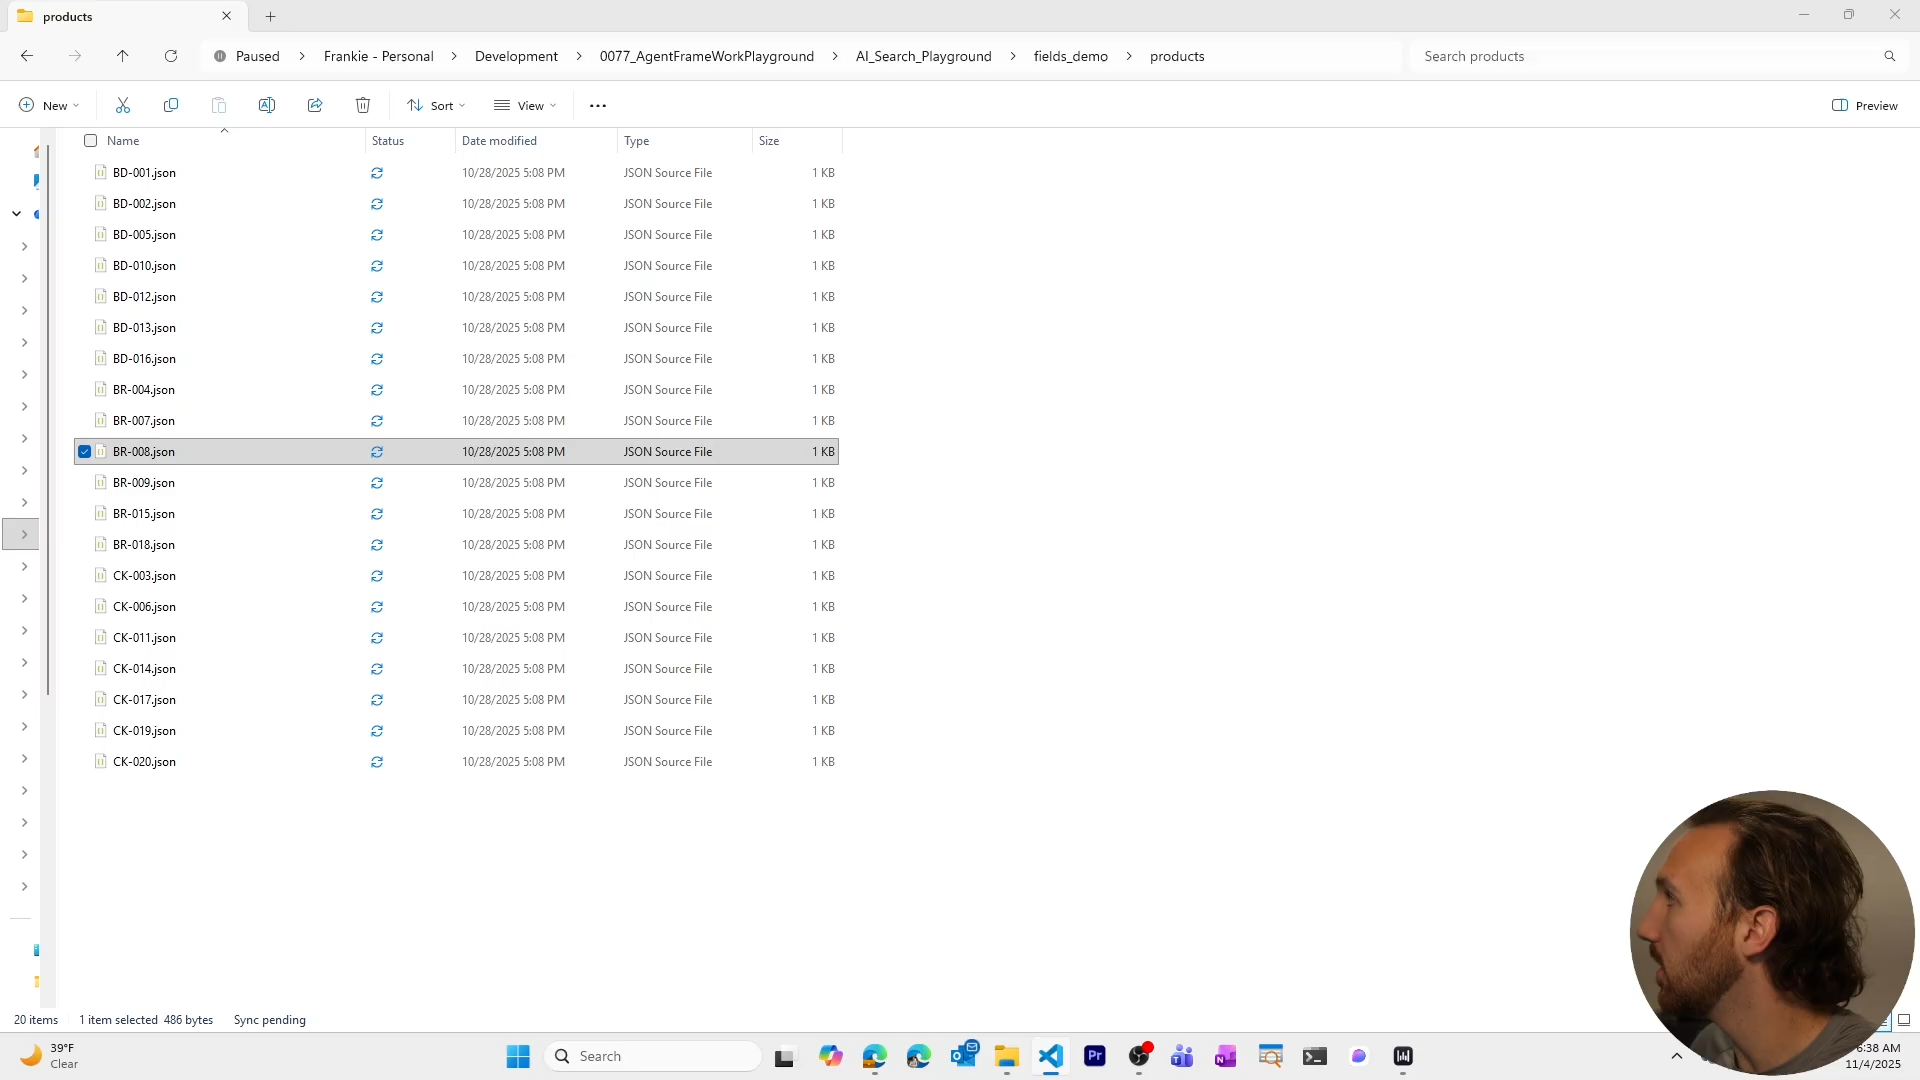 products
Paused
Frankie - Personal
Development
0077_AgentFrameWorkPlayground
AI_Search_Playground
fields_demo
products
Search products
New
Sort
View
Preview
Name Status Date modified Type Size
BD-001.json 10/28/2025 5:08 PM JSON Source File 1 KB
BD-002.json 10/28/2025 5:08 PM JSON Source File 1 KB
BD-005.json 10/28/2025 5:08 PM JSON Source File 1 KB
BD-010.json 10/28/2025 5:08 PM JSON Source File 1 KB
BD-012.json 10/28/2025 5:08 PM JSON Source File 1 KB
BD-013.json 10/28/2025 5:08 PM JSON Source File 1 KB
BD-016.json 10/28/2025 5:08 PM JSON Source File 1 KB
BR-004.json 10/28/2025 5:08 PM JSON Source File 1 KB
BR-007.json 10/28/2025 5:08 PM JSON Source File 1 KB
BR-008.json 10/28/2025 5:08 PM JSON Source File 1 KB
BR-009.json 10/28/2025 5:08 PM JSON Source File 1 KB
BR-015.json 10/28/2025 5:08 PM JSON Source File 1 KB
BR-018.json 10/28/2025 5:08 PM JSON Source File 1 KB
CK-003.json 10/28/2025 5:08 PM JSON Source File 1 KB
CK-006.json 10/28/2025 5:08 PM JSON Source File 1 KB
CK-011.json 10/28/2025 5:08 PM JSON Source File 1 KB
CK-014.json 10/28/2025 5:08 PM JSON Source File 1 KB
CK-017.json 10/28/2025 5:08 PM JSON Source File 1 KB
CK-019.json 10/28/2025 5:08 PM JSON Source File 1 KB
CK-020.json 10/28/2025 5:08 PM JSON Source File 1 KB
20 items 1 item selected 486 bytes Sync pending
39°F
Clear
Search
Pr
6:38 AM
11/4/2025